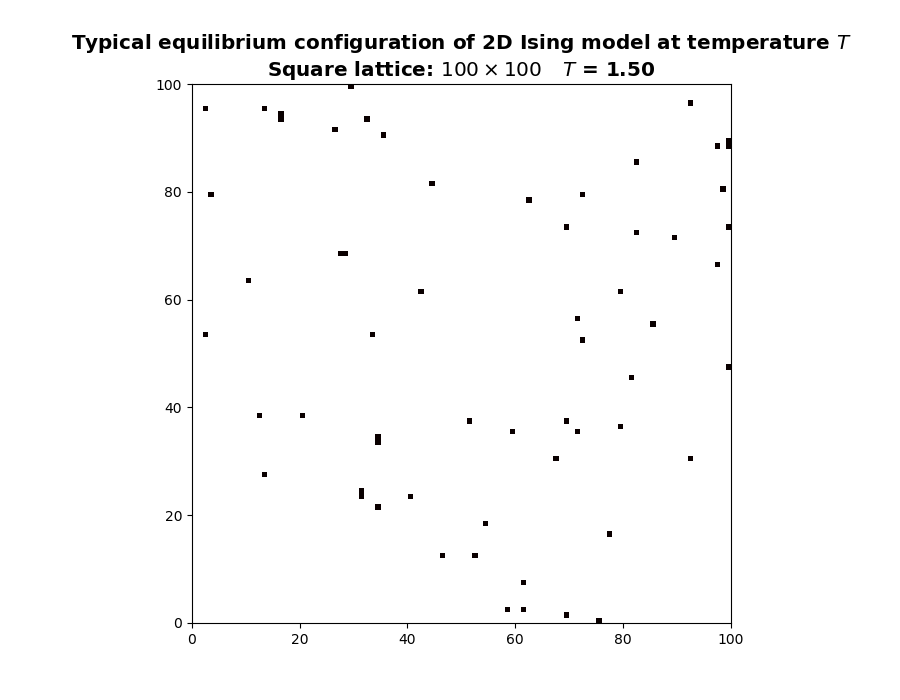 Typical equilibrium configuration of 2D Ising model at temperature T
Square lattice: 100 × 100 T = 1.50
100
80
60
40
20
0
0 20 40 60 80 100